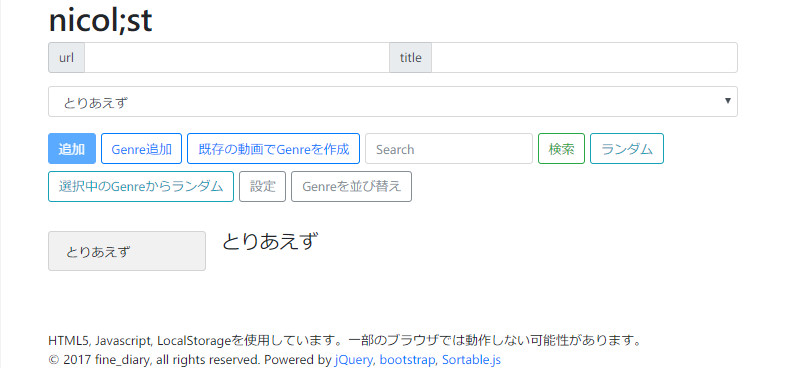 nicol;st
url title
とりあえず
追加 Genre追加 既存の動画でGenreを作成 Search 検索 ランダム
選択中のGenreからランダム 設定 Genreを並び替え
とりあえず とりあえず
HTML5, Javascript, LocalStorageを使用しています。一部のブラウザでは動作しない可能性があります。
© 2017 fine_diary, all rights reserved. Powered by jQuery, bootstrap, Sortable.js